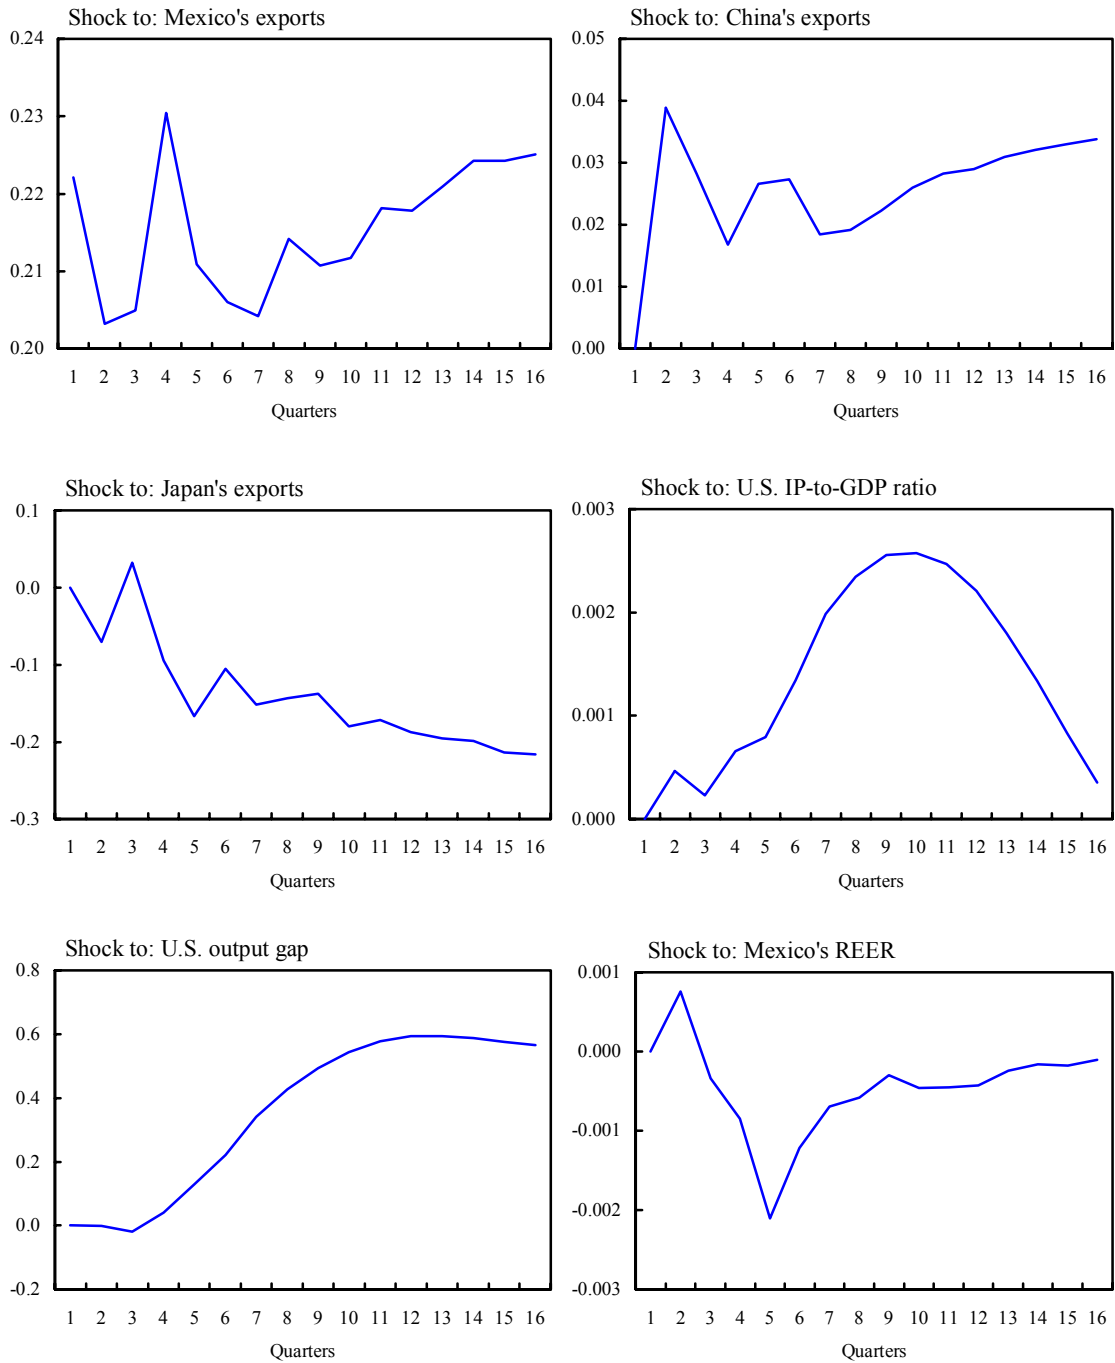 Shock to: Mexico's exports
0.24
0.23
0.22
0.21
0.20
1 2 3 4 5 6 7 8 9 10 11 12 13 14 15 16
Quarters
Shock to: China's exports
0.05
0.04
0.03
0.02
0.01
0.00
1 2 3 4 5 6 7 8 9 10 11 12 13 14 15 16
Quarters
Shock to: Japan's exports
0.1
0.0
-0.1
-0.2
-0.3
1 2 3 4 5 6 7 8 9 10 11 12 13 14 15 16
Quarters
Shock to: U.S. IP-to-GDP ratio
0.003
0.002
0.001
0.000
1 2 3 4 5 6 7 8 9 10 11 12 13 14 15 16
Quarters
Shock to: U.S. output gap
0.8
0.6
0.4
0.2
0.0
-0.2
1 2 3 4 5 6 7 8 9 10 11 12 13 14 15 16
Quarters
Shock to: Mexico's REER
0.001
0.000
-0.001
-0.002
-0.003
1 2 3 4 5 6 7 8 9 10 11 12 13 14 15 16
Quarters